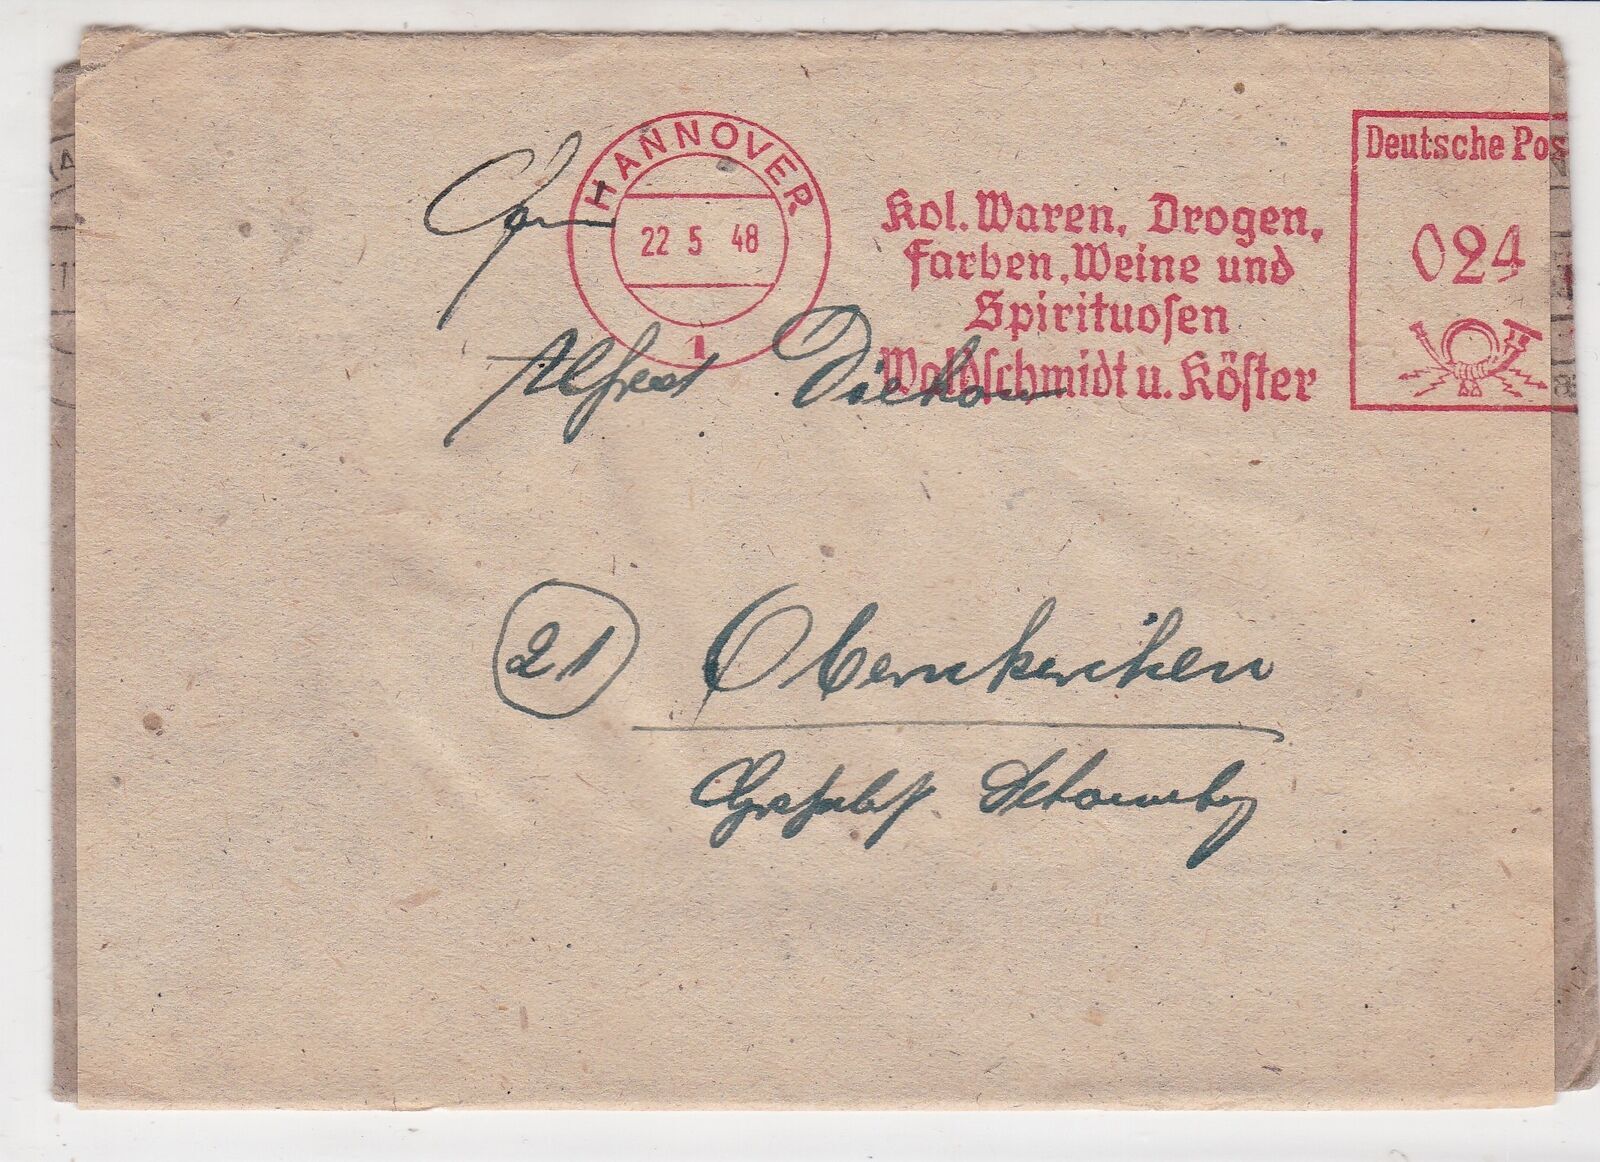 HANNOVER
22 5 48
1
Kol. Waren, Drogen,
Farben, Weine und
Spirituosen
Waldschmidt u. Köster
Deutsche Pos
024
Alfred
21 Obernkirchen